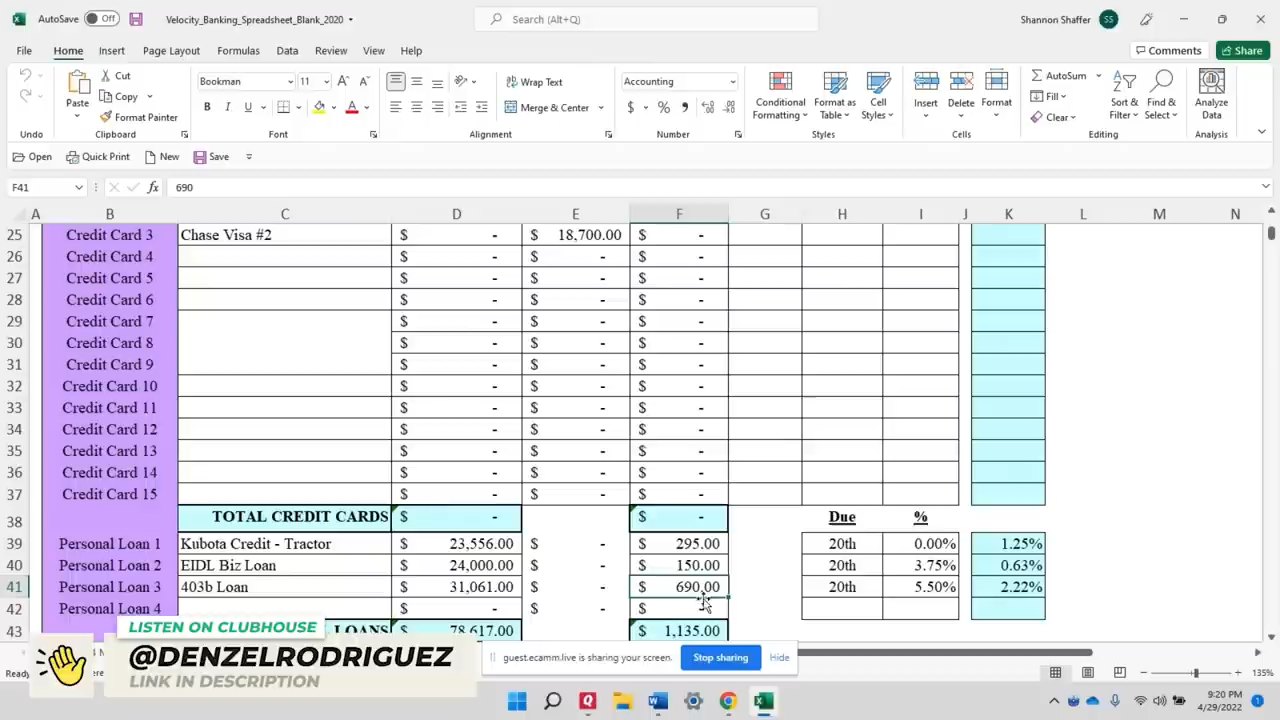 AutoSave Off Velocity_Banking_Spreadsheet_Blank_2020 Search (Alt+Q) Shannon Shaffer SS
File Home Insert Page Layout Formulas Data Review View Help Comments Share
Paste Cut Copy Format Painter
Bookman 11 B I U A A A
Wrap Text Merge & Center
Accounting $ % ,
Conditional Formatting Format as Table Cell Styles
Insert Delete Format
AutoSum Fill Clear
Sort & Filter Find & Select
Analyze Data
Undo Clipboard Font Alignment Number Styles Cells Editing Analysis
Open Quick Print New Save
F41 fx 690
A B C D E F G H I J K L M N
25 Credit Card 3 Chase Visa #2 $ - $ 18,700.00 $ -
26 Credit Card 4 $ - $ - $ -
27 Credit Card 5 $ - $ - $ -
28 Credit Card 6 $ - $ - $ -
29 Credit Card 7 $ - $ - $ -
30 Credit Card 8 $ - $ - $ -
31 Credit Card 9 $ - $ - $ -
32 Credit Card 10 $ - $ - $ -
33 Credit Card 11 $ - $ - $ -
34 Credit Card 12 $ - $ - $ -
35 Credit Card 13 $ - $ - $ -
36 Credit Card 14 $ - $ - $ -
37 Credit Card 15 $ - $ - $ -
38 TOTAL CREDIT CARDS $ - $ - Due %
39 Personal Loan 1 Kubota Credit - Tractor $ 23,556.00 $ - $ 295.00 20th 0.00% 1.25%
40 Personal Loan 2 EIDL Biz Loan $ 24,000.00 $ - $ 150.00 20th 3.75% 0.63%
41 Personal Loan 3 403b Loan $ 31,061.00 $ - $ 690.00 20th 5.50% 2.22%
42 Personal Loan 4 $ - $ - $
43 LOANS $ 78,617.00 $ 1,135.00
LISTEN ON CLUBHOUSE
@DENZELRODRIGUEZ
LINK IN DESCRIPTION
guest.ecamm.live is sharing your screen. Stop sharing Hide
135%
9:20 PM
4/29/2022